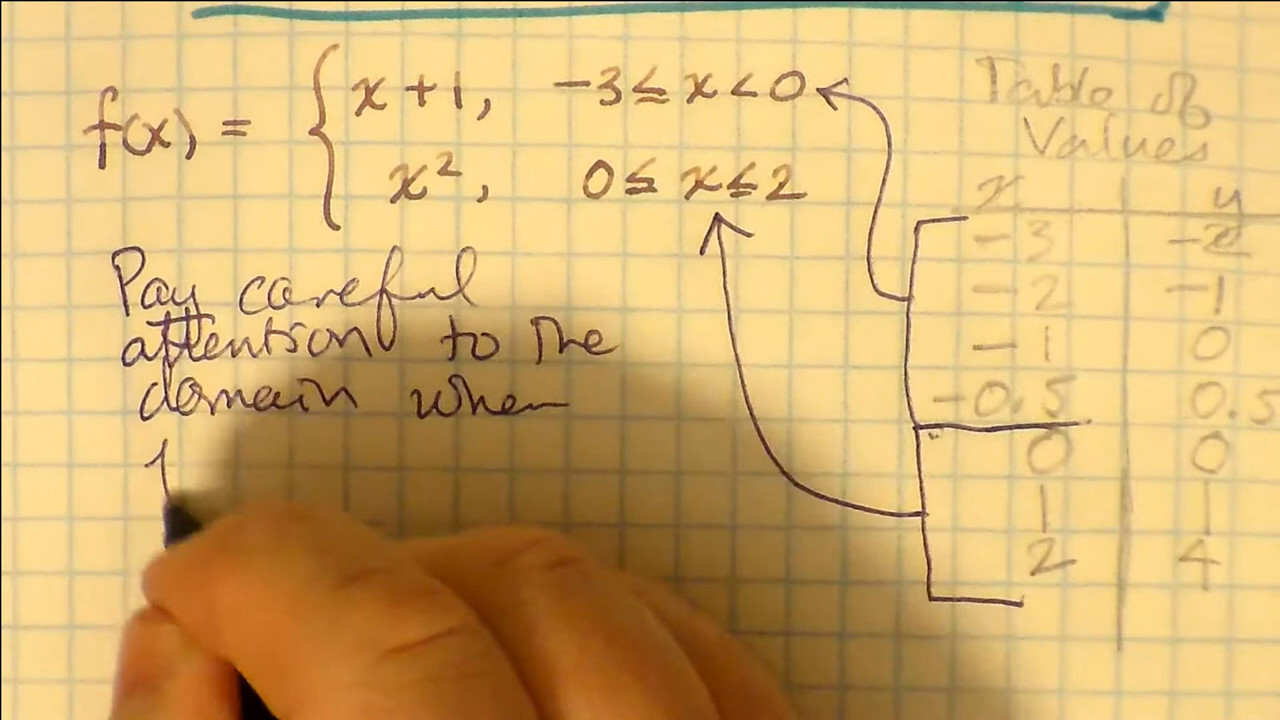 f(x) = { x + 1, -3 ≤ x < 0
x², 0 ≤ x ≤ 2
Pay careful
attention to the
domain when
Table of
Values
x y
-3 -2
-2 -1
-1 0
-0.5 0.5
0 0
1 1
2 4